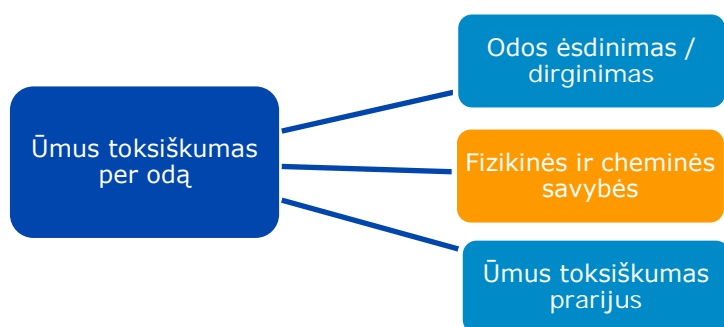 Ūmus toksiškumas
per odą
Odos ėsdinimas /
dirginimas
Fizikinės ir cheminės
savybės
Ūmus toksiškumas
prarijus